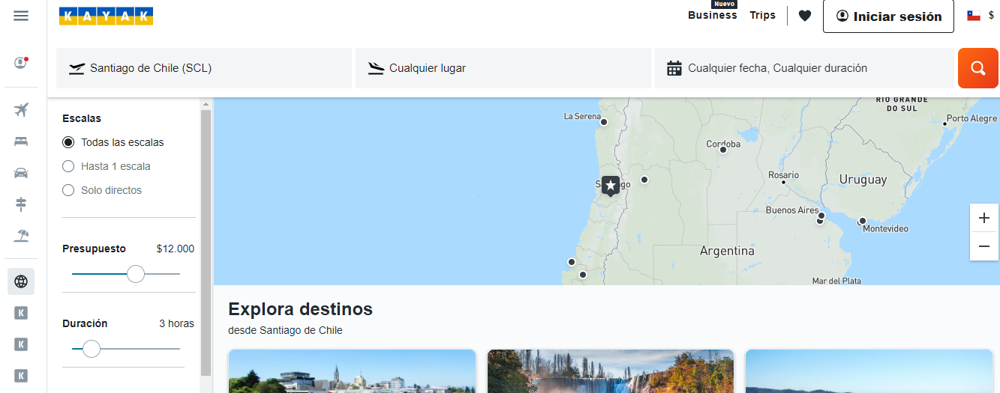 KAYAK
Nuevo
Business
Trips
Iniciar sesión
$
Santiago de Chile (SCL)
Cualquier lugar
Cualquier fecha, Cualquier duración
Escalas
Todas las escalas
Hasta 1 escala
Solo directos
Presupuesto $12.000
Duración 3 horas
K
K
K
RIO GRANDE
DO SUL
La Serena
Porto Alegre
Cordoba
Santiago
Rosario
Uruguay
Buenos Aires
Montevideo
Argentina
Mar del Plata
+
−
Explora destinos
desde Santiago de Chile